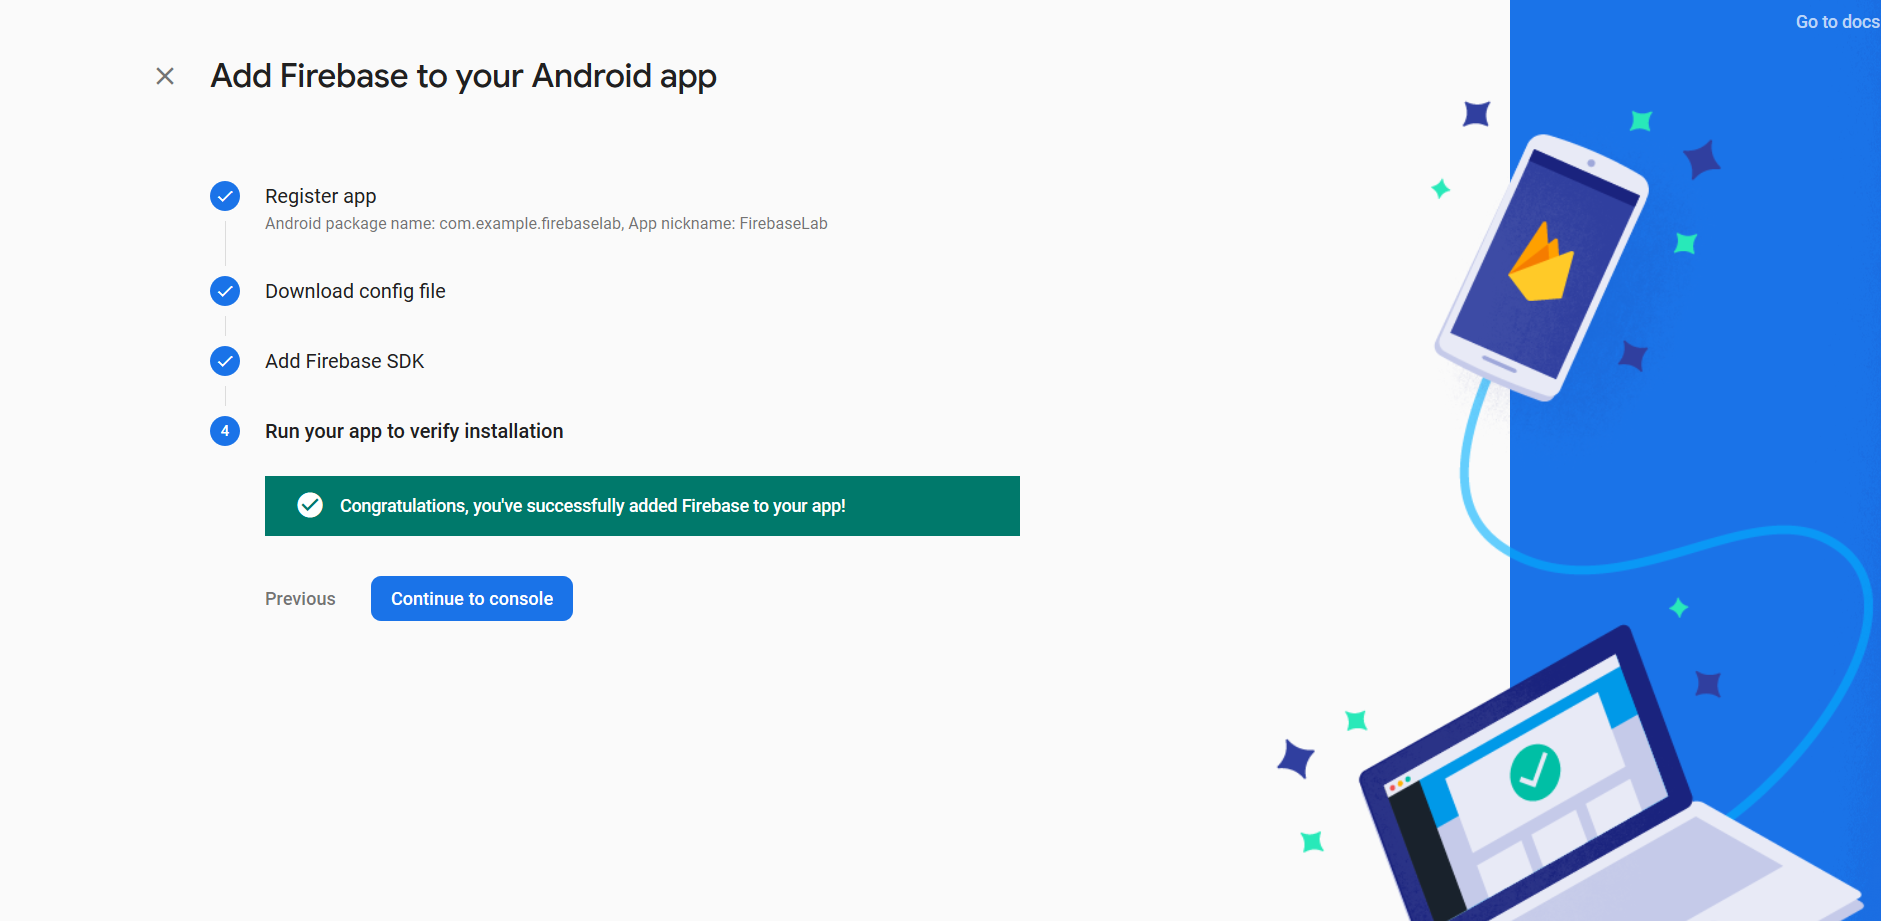 Go to docs
Add Firebase to your Android app
Register app
Android package name: com.example.firebaselab, App nickname: FirebaseLab
Download config file
Add Firebase SDK
4 Run your app to verify installation
Congratulations, you've successfully added Firebase to your app!
Previous Continue to console